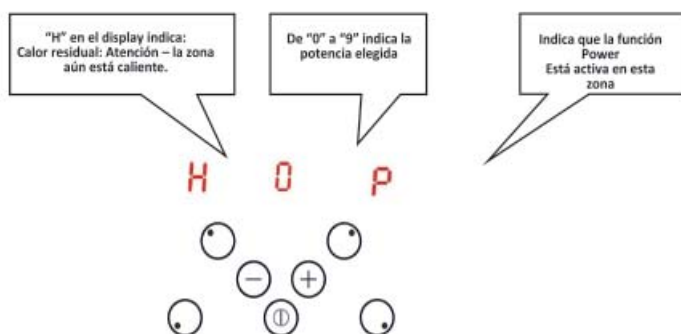 "H" en el display indica:
Calor residual: Atención – la zona
aún está caliente.
De "0" a "9" indica la
potencia elegida
Indica que la función
Power
Está activa en esta
zona
H 0 P
− +